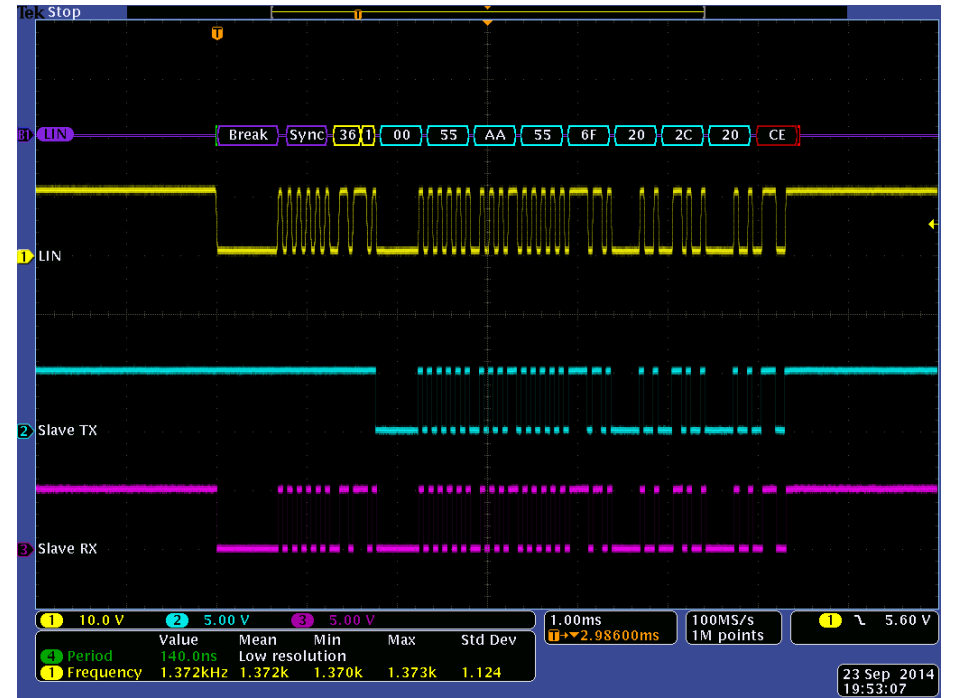 Tek Stop
T
T
B1 LIN Break Sync 36 1 00 55 AA 55 6F 20 2C 20 CE
1 LIN
2 Slave TX
3 Slave RX
1 10.0 V 2 5.00 V 3 5.00 V 1.00ms 100MS/s 1 5.60 V
T→▼2.98600ms 1M points
Value Mean Min Max Std Dev
4 Period 140.0ns Low resolution
1 Frequency 1.372kHz 1.372k 1.370k 1.373k 1.124
23 Sep 2014
19:53:07